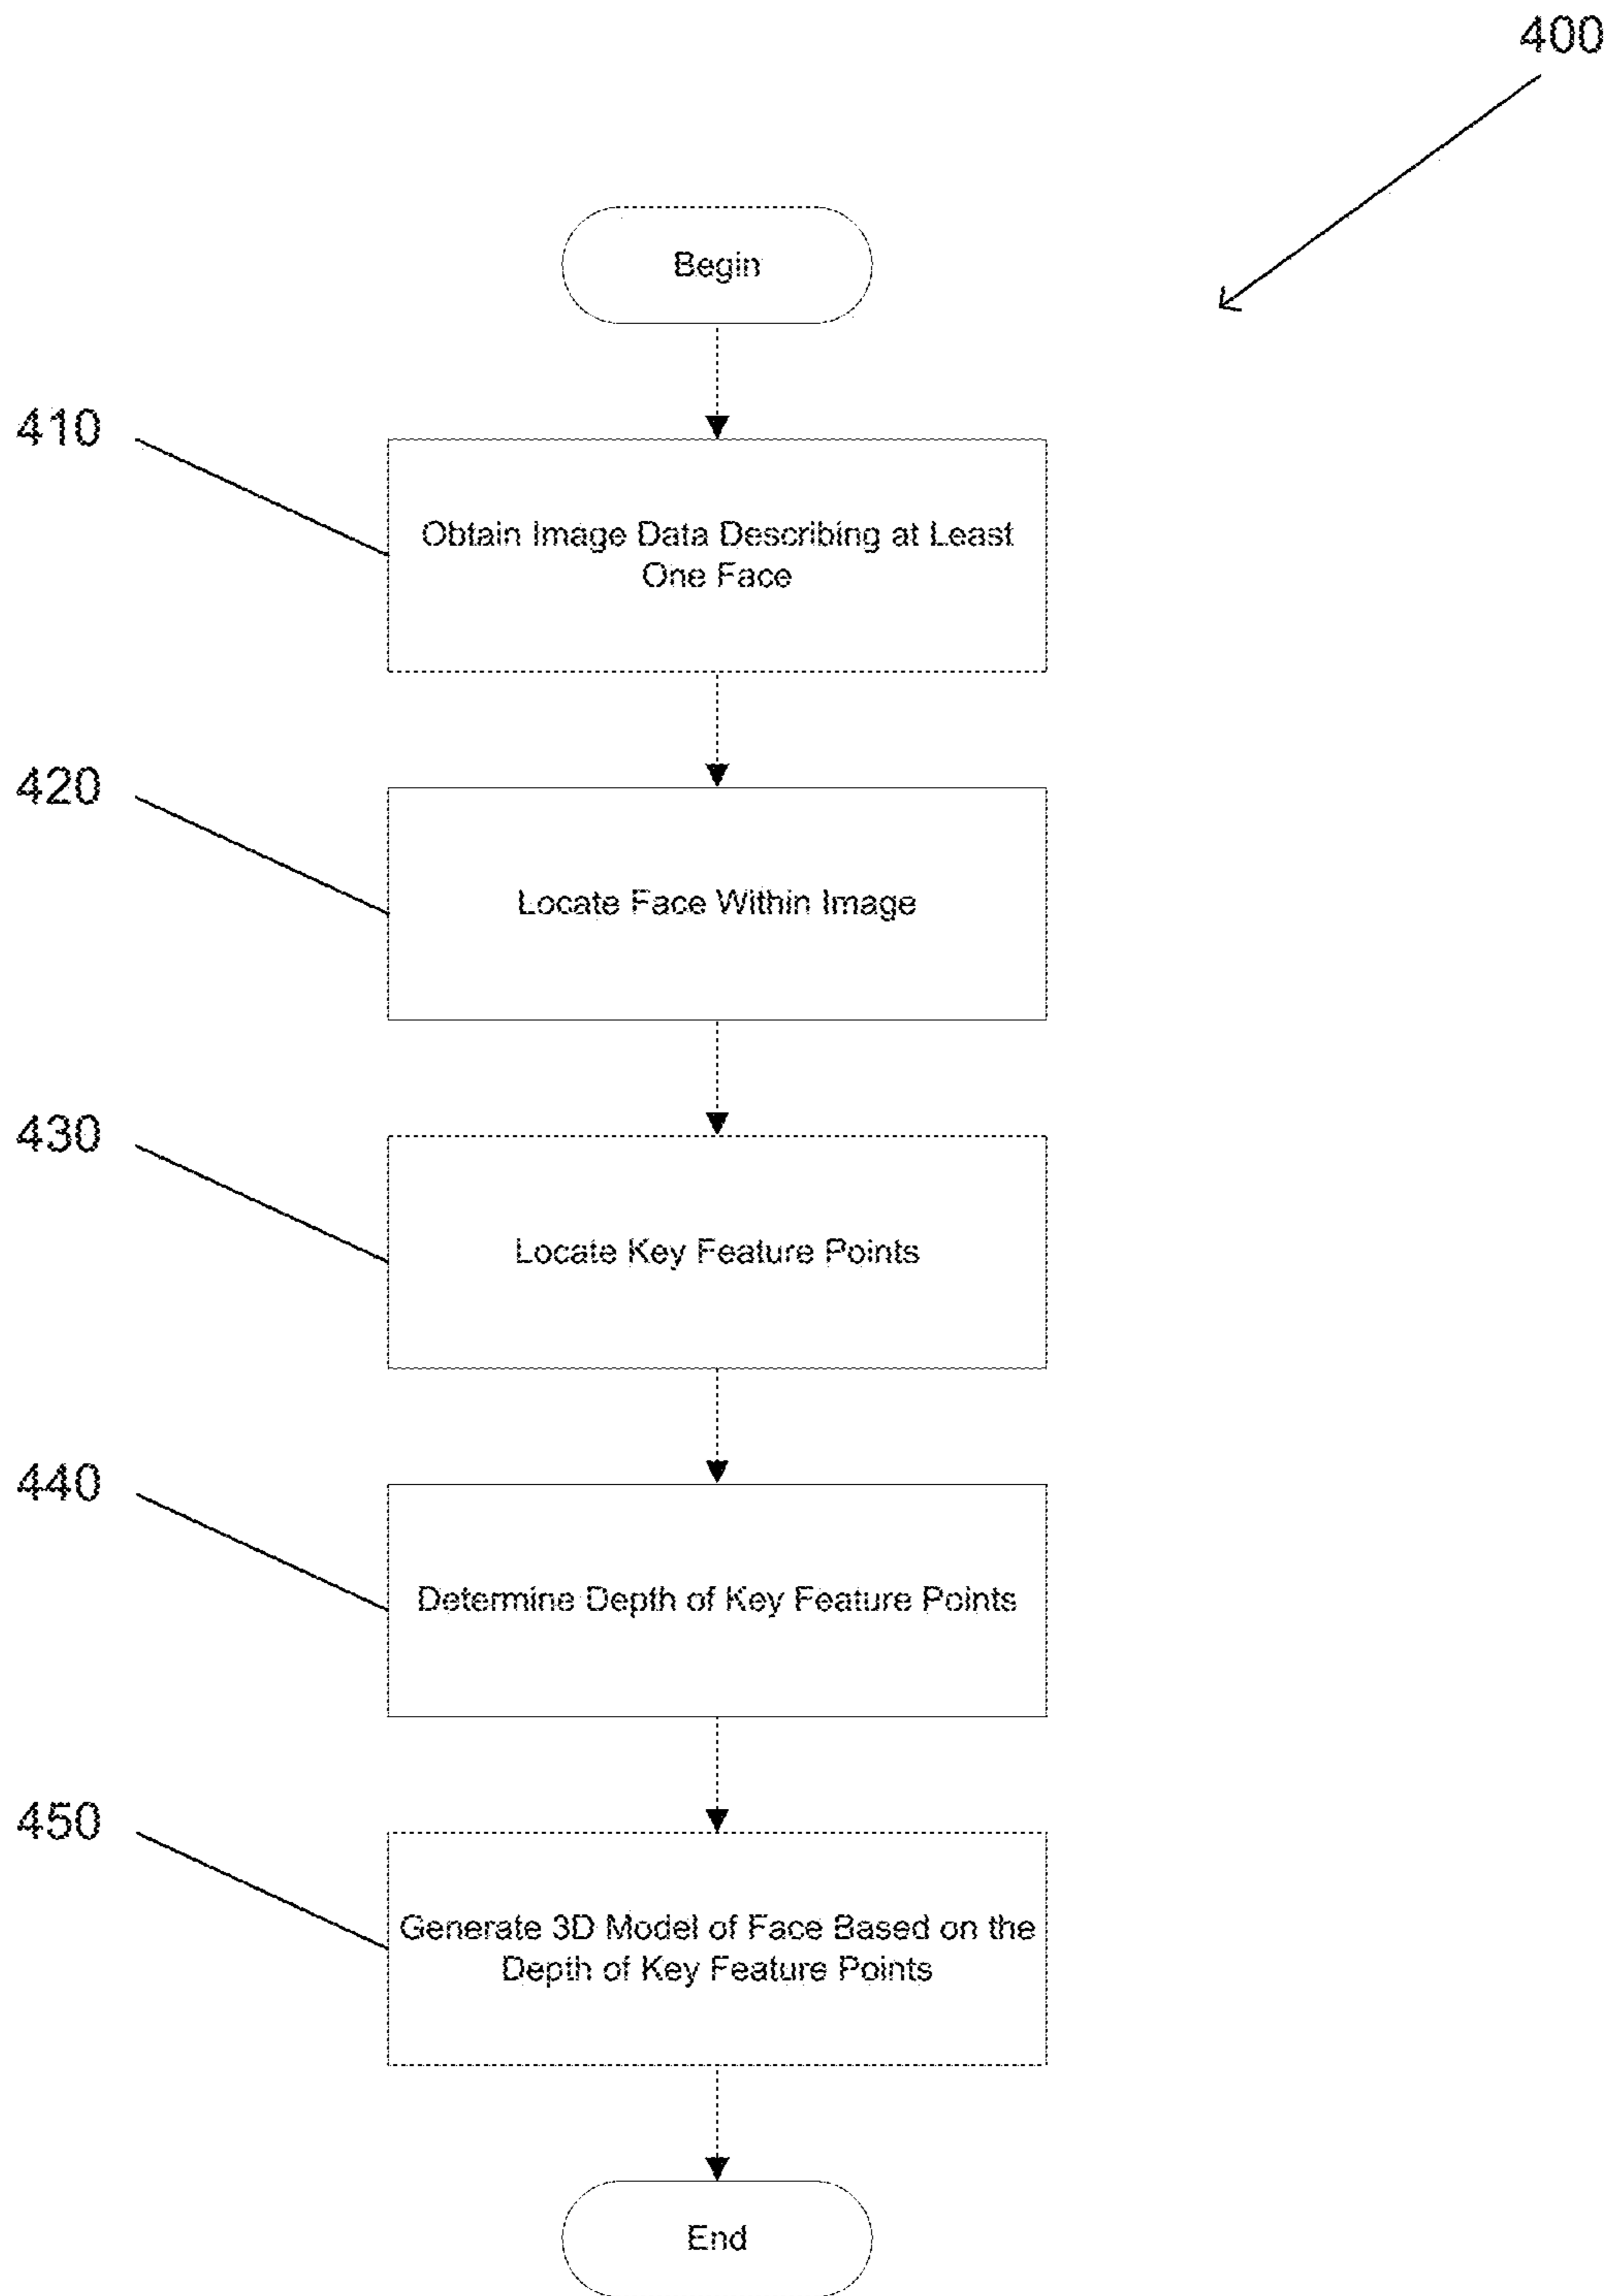 400
Begin
410
Obtain Image Data Describing at Least
One Face
420
Locate Face Within Image
430
Locate Key Feature Points
440
Determine Depth of Key Feature Points
450
Generate 3D Model of Face Based on the
Depth of Key Feature Points
End